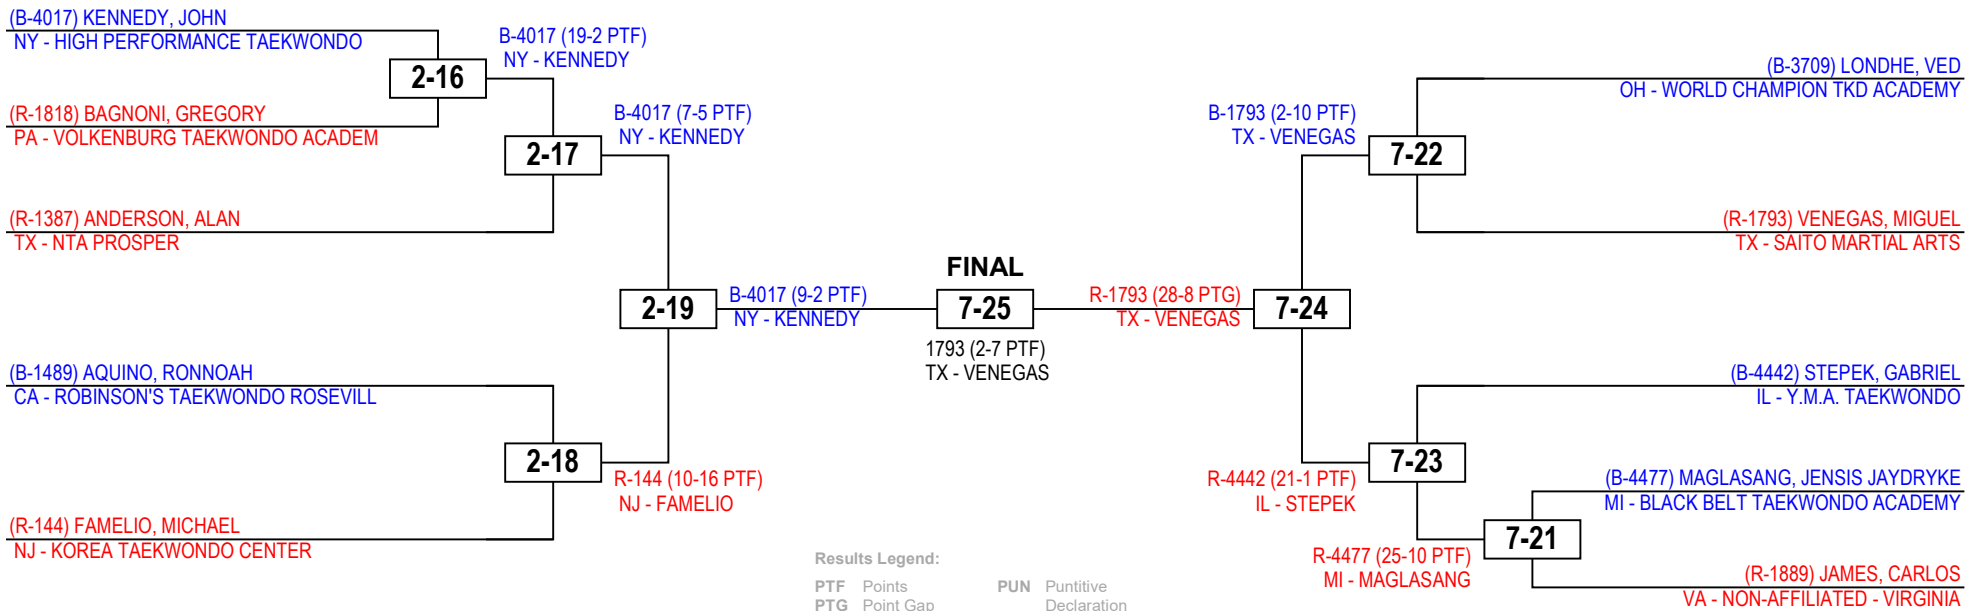 (B-4017) KENNEDY, JOHN
NY - HIGH PERFORMANCE TAEKWONDO
2-16
(R-1818) BAGNONI, GREGORY
PA - VOLKENBURG TAEKWONDO ACADEM
B-4017 (19-2 PTF)
NY - KENNEDY
2-17
(R-1387) ANDERSON, ALAN
TX - NTA PROSPER
B-4017 (7-5 PTF)
NY - KENNEDY
2-19
(B-1489) AQUINO, RONNOAH
CA - ROBINSON'S TAEKWONDO ROSEVILL
2-18
(R-144) FAMELIO, MICHAEL
NJ - KOREA TAEKWONDO CENTER
R-144 (10-16 PTF)
NJ - FAMELIO
B-4017 (9-2 PTF)
NY - KENNEDY
FINAL
7-25
1793 (2-7 PTF)
TX - VENEGAS
R-1793 (28-8 PTG)
TX - VENEGAS
7-24
B-1793 (2-10 PTF)
TX - VENEGAS
7-22
(B-3709) LONDHE, VED
OH - WORLD CHAMPION TKD ACADEMY
(R-1793) VENEGAS, MIGUEL
TX - SAITO MARTIAL ARTS
R-4442 (21-1 PTF)
IL - STEPEK
7-23
(B-4442) STEPEK, GABRIEL
IL - Y.M.A. TAEKWONDO
R-4477 (25-10 PTF)
MI - MAGLASANG
7-21
(B-4477) MAGLASANG, JENSIS JAYDRYKE
MI - BLACK BELT TAEKWONDO ACADEMY
(R-1889) JAMES, CARLOS
VA - NON-AFFILIATED - VIRGINIA
Results Legend:
PTF Points
PTG Point Gap
PUN Puntitive
Declaration